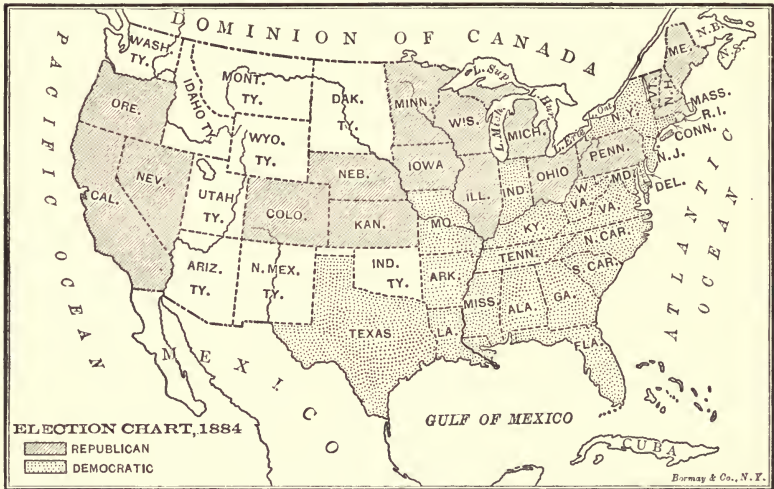 DOMINION OF CANADA
PACIFIC OCEAN
ATLANTIC OCEAN
MEXICO
GULF OF MEXICO
CUBA
WASH. TY.
ORE.
CAL.
NEV.
IDAHO TY.
MONT. TY.
WYO. TY.
UTAH TY.
ARIZ. TY.
N. MEX. TY.
COLO.
DAK. TY.
NEB.
KAN.
IND. TY.
TEXAS
MINN.
IOWA
MO.
ARK.
LA.
WIS.
ILL.
MICH.
IND.
OHIO
KY.
TENN.
MISS.
ALA.
GA.
FLA.
S. CAR.
N. CAR.
VA.
W. VA.
MD.
DEL.
PENN.
N.J.
N.Y.
CONN.
R.I.
MASS.
VT.
N.H.
ME.
N.B.
N.S.
L. Sup.
L. Mich.
L. Hur.
L. Erie
L. Ont.
ELECTION CHART, 1884
REPUBLICAN
DEMOCRATIC
Bormay & Co., N.Y.